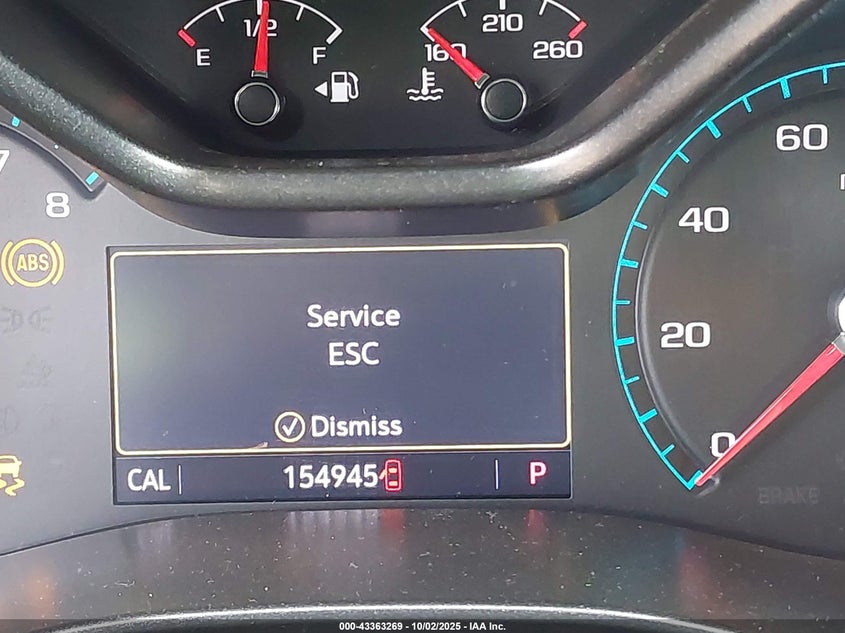 E 1/2 F
160 210 260
8
60
40
20
0
ABS
Service
ESC
Dismiss
CAL 154945 P
BRAKE
000-43363269 - 10/02/2025 - IAA Inc.